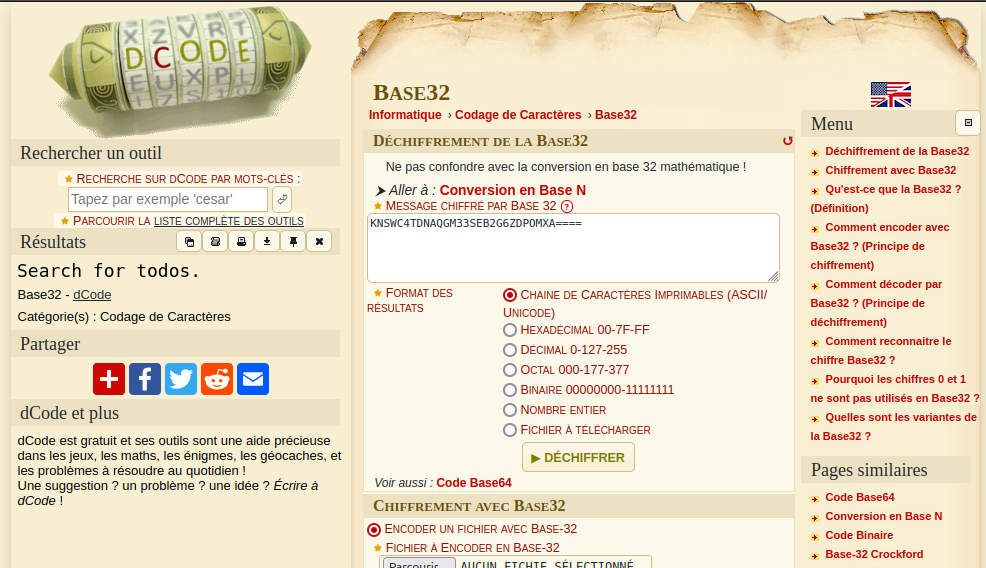 DCODE
Rechercher un outil
★ Recherche sur dCode par mots-clés :
Tapez par exemple 'cesar'
★ Parcourir la liste complète des outils
Résultats
Search for todos.
Base32 - dCode
Catégorie(s) : Codage de Caractères
Partager
dCode et plus
dCode est gratuit et ses outils sont une aide précieuse
dans les jeux, les maths, les énigmes, les géocaches, et
les problèmes à résoudre au quotidien !
Une suggestion ? un problème ? une idée ? Écrire à
dCode !
Base32
Informatique › Codage de Caractères › Base32
Déchiffrement de la Base32
Ne pas confondre avec la conversion en base 32 mathématique !
➤ Aller à : Conversion en Base N
★ Message chiffré par Base 32 ?
KNSWC4TDNAQGM33SEB2G6ZDPOMXA====
★ Format des
résultats
Chaine de Caractères Imprimables (ASCII/
Unicode)
Hexadécimal 00-7F-FF
Décimal 0-127-255
Octal 000-177-377
Binaire 00000000-11111111
Nombre entier
Fichier à télécharger
▶ DÉCHIFFRER
Voir aussi : Code Base64
Chiffrement avec Base32
Encoder un fichier avec Base-32
★ Fichier à Encoder en Base-32
Parcourir... AUCUN FICHIE SÉLECTIONNÉ
Menu
Déchiffrement de la Base32
Chiffrement avec Base32
Qu'est-ce que la Base32 ?
(Définition)
Comment encoder avec
Base32 ? (Principe de
chiffrement)
Comment décoder par
Base32 ? (Principe de
déchiffrement)
Comment reconnaitre le
chiffre Base32 ?
Pourquoi les chiffres 0 et 1
ne sont pas utilisés en Base32 ?
Quelles sont les variantes de
la Base32 ?
Pages similaires
Code Base64
Conversion en Base N
Code Binaire
Base-32 Crockford